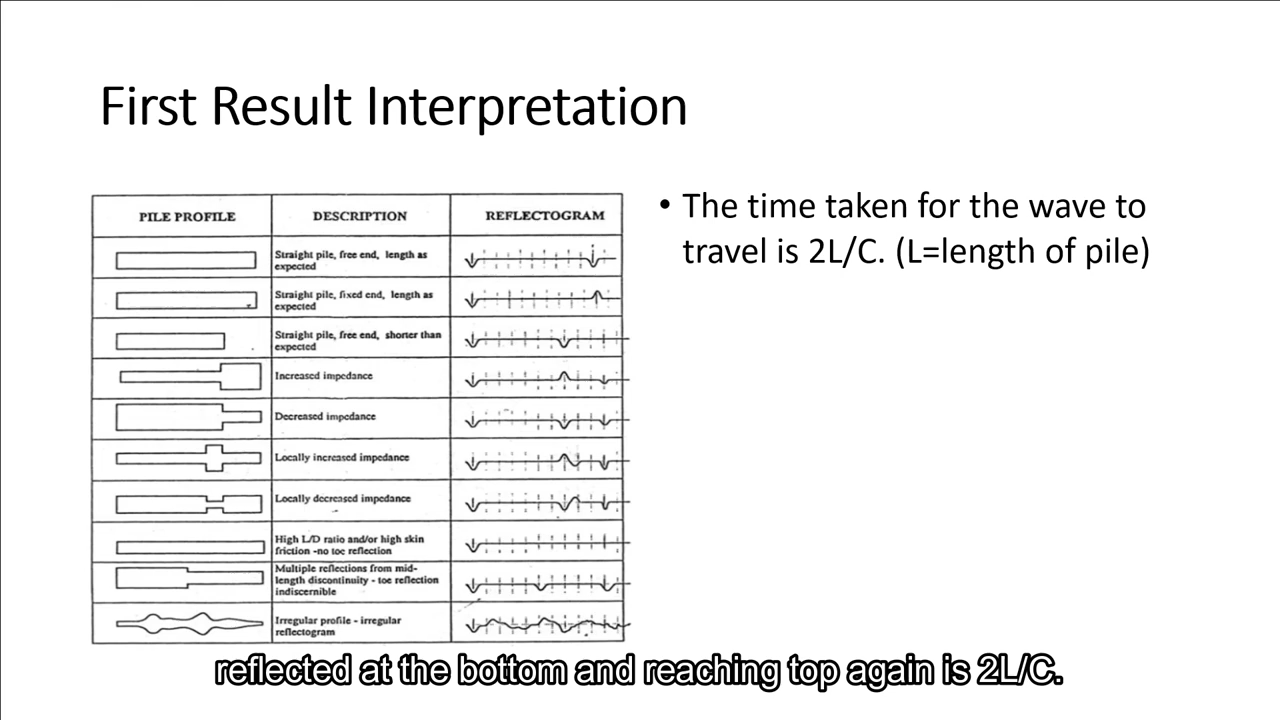 First Result Interpretation
PILE PROFILE DESCRIPTION REFLECTOGRAM
Straight pile, free end, length as
expected
Straight pile, fixed end, length as
expected
Straight pile, free end, shorter than
expected
Increased impedance
Decreased impedance
Locally increased impedance
Locally decreased impedance
High L/D ratio and/or high skin
friction -no toe reflection
Multiple reflections from mid-
length discontinuity - toe reflection
indiscernible
Irregular profile - irregular
reflectogram
• The time taken for the wave to
travel is 2L/C. (L=length of pile)
reflected at the bottom and reaching top again is 2L/C.